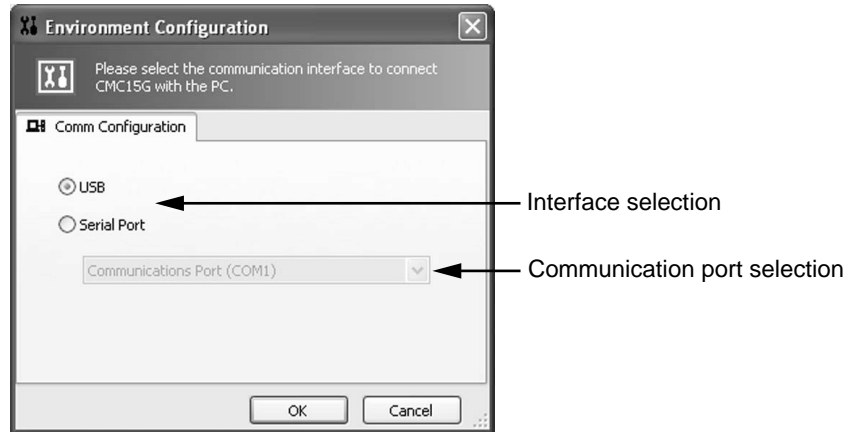 Environment Configuration
Please select the communication interface to connect
CMC15G with the PC.
Comm Configuration
USB
Interface selection
Serial Port
Communications Port (COM1)
Communication port selection
OK
Cancel